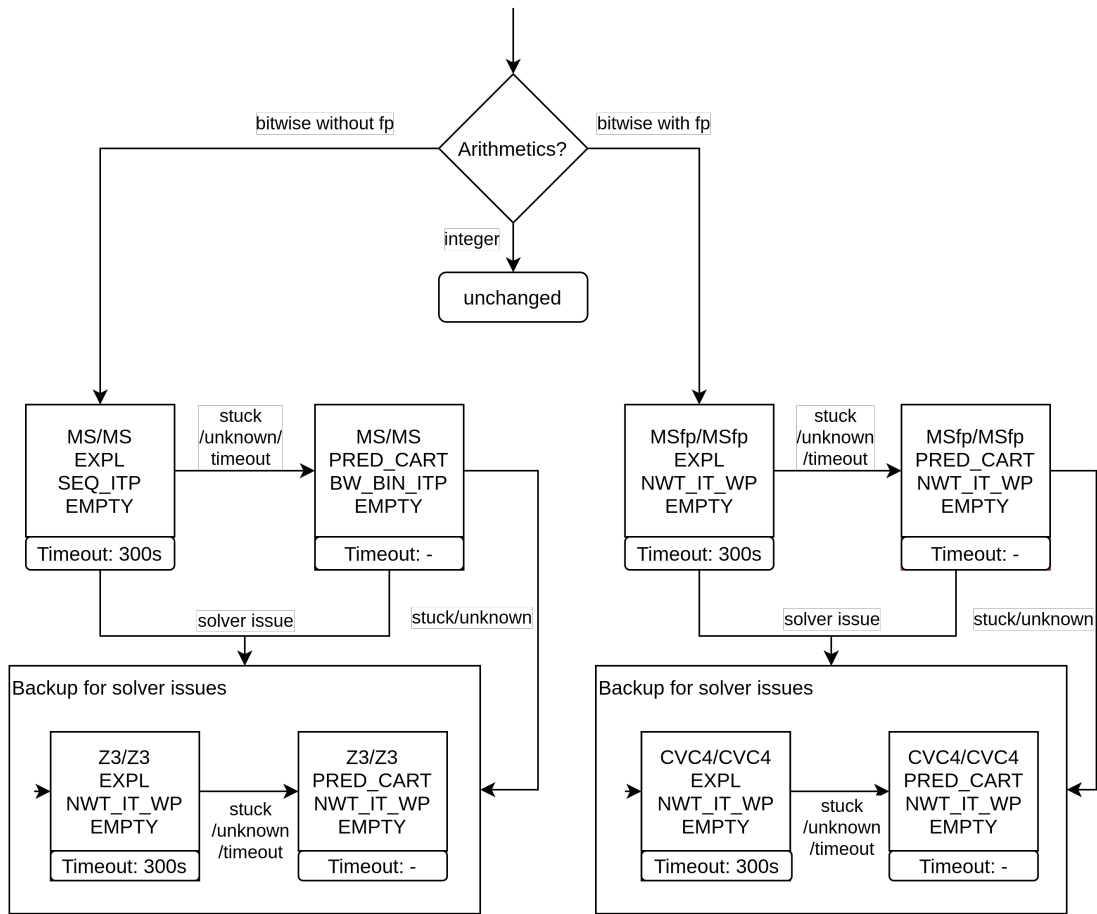 bitwise without fp
bitwise with fp
Arithmetics?
integer
unchanged
MS/MS
EXPL
SEQ_ITP
EMPTY
Timeout: 300s
stuck
/unknown/
timeout
MS/MS
PRED_CART
BW_BIN_ITP
EMPTY
Timeout: -
solver issue
stuck/unknown
Backup for solver issues
Z3/Z3
EXPL
NWT_IT_WP
EMPTY
Timeout: 300s
stuck
/unknown
/timeout
Z3/Z3
PRED_CART
NWT_IT_WP
EMPTY
Timeout: -
MSfp/MSfp
EXPL
NWT_IT_WP
EMPTY
Timeout: 300s
stuck
/unknown
/timeout
MSfp/MSfp
PRED_CART
NWT_IT_WP
EMPTY
Timeout: -
solver issue
stuck/unknown
Backup for solver issues
CVC4/CVC4
EXPL
NWT_IT_WP
EMPTY
Timeout: 300s
stuck
/unknown
/timeout
CVC4/CVC4
PRED_CART
NWT_IT_WP
EMPTY
Timeout: -